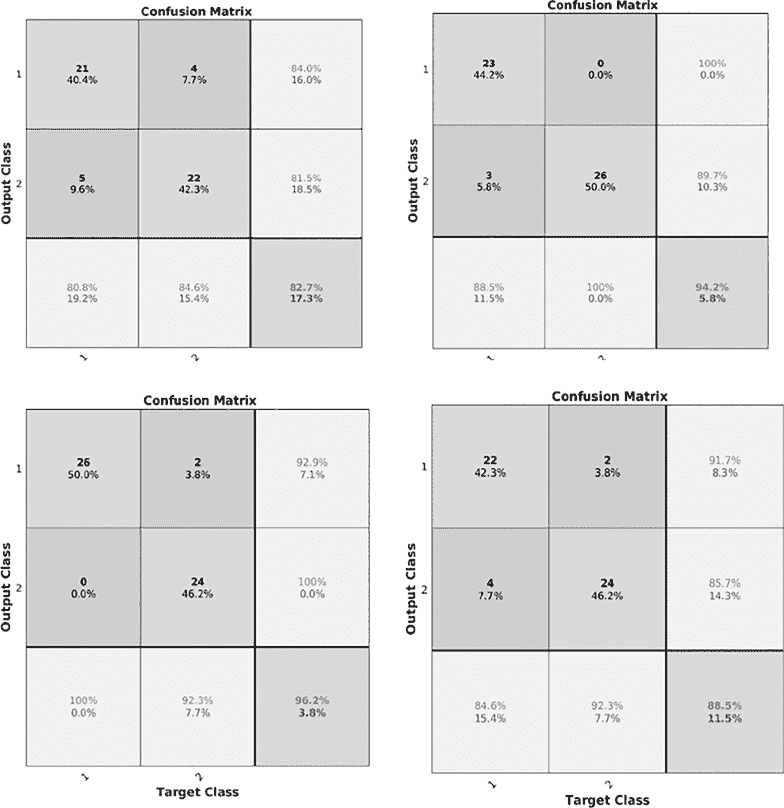 Confusion Matrix
Output Class
1
21 4 84.0%
40.4% 7.7% 16.0%
2
5 22 81.5%
9.6% 42.3% 18.5%
80.8% 84.6% 82.7%
19.2% 15.4% 17.3%
1 2
Confusion Matrix
Output Class
1
23 0 100%
44.2% 0.0% 0.0%
2
3 26 89.7%
5.8% 50.0% 10.3%
88.5% 100% 94.2%
11.5% 0.0% 5.8%
1 2
Confusion Matrix
Output Class
1
26 2 92.9%
50.0% 3.8% 7.1%
2
0 24 100%
0.0% 46.2% 0.0%
100% 92.3% 96.2%
0.0% 7.7% 3.8%
1 2
Target Class
Confusion Matrix
Output Class
1
22 2 91.7%
42.3% 3.8% 8.3%
2
4 24 85.7%
7.7% 46.2% 14.3%
84.6% 92.3% 88.5%
15.4% 7.7% 11.5%
1 2
Target Class